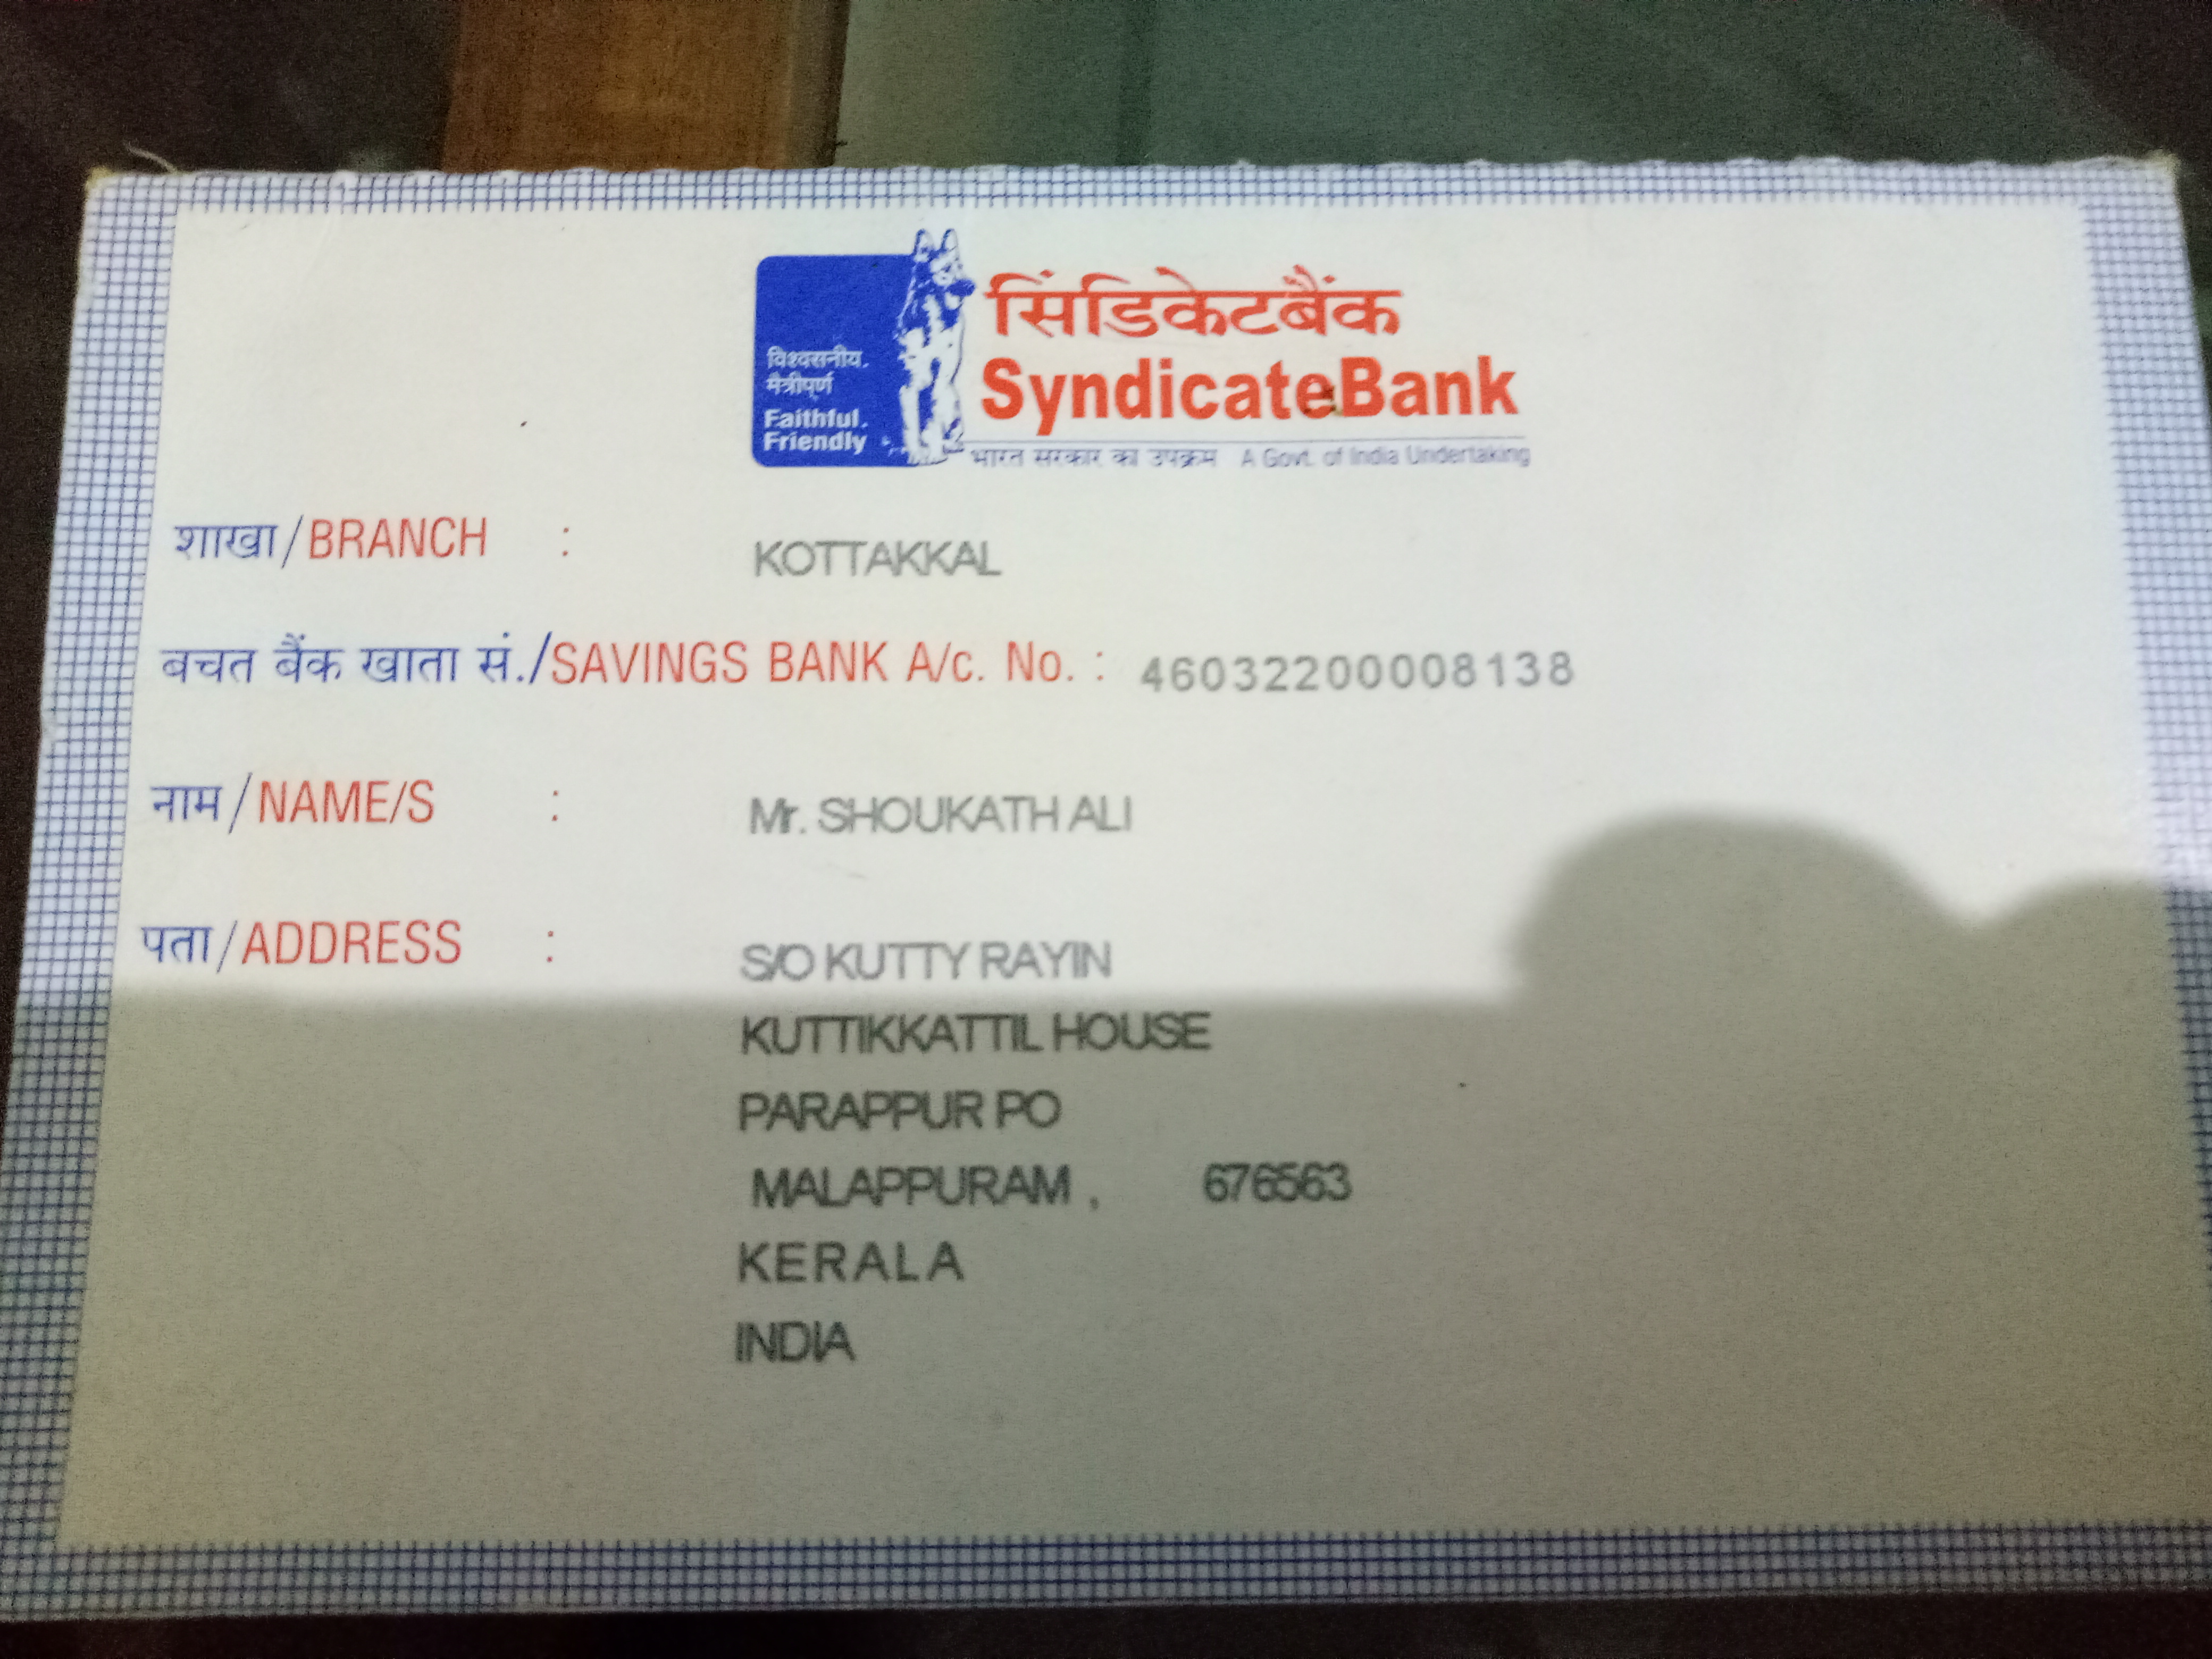 सिंडिकेटबैंक
SyndicateBank
विश्वसनीय.
मैत्रीपूर्ण
Faithful.
Friendly
भारत सरकार का उपक्रम A Govt. of India Undertaking
शाखा/BRANCH : KOTTAKKAL
बचत बैंक खाता सं./SAVINGS BANK A/c. No. : 46032200008138
नाम/NAME/S : Mr. SHOUKATH ALI
पता/ADDRESS : S/O KUTTY RAYIN
KUTTIKKATTIL HOUSE
PARAPPUR PO
MALAPPURAM , 676563
KERALA
INDIA